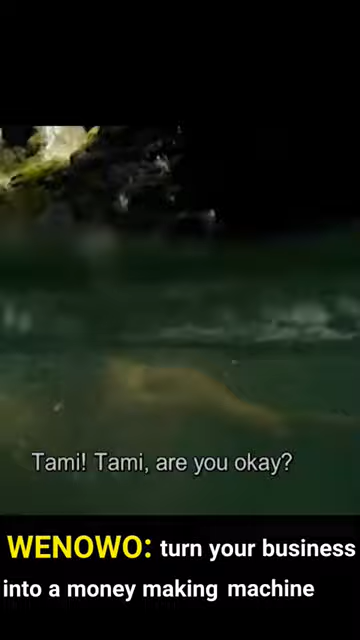 Tami! Tami, are you okay?
WENOWO: turn your business
into a money making machine